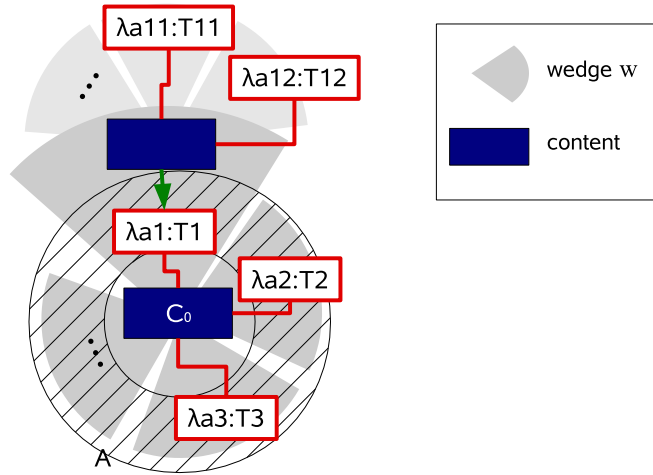 λa11:T11
λa12:T12
wedge w
content
λa1:T1
λa2:T2
C₀
λa3:T3
A